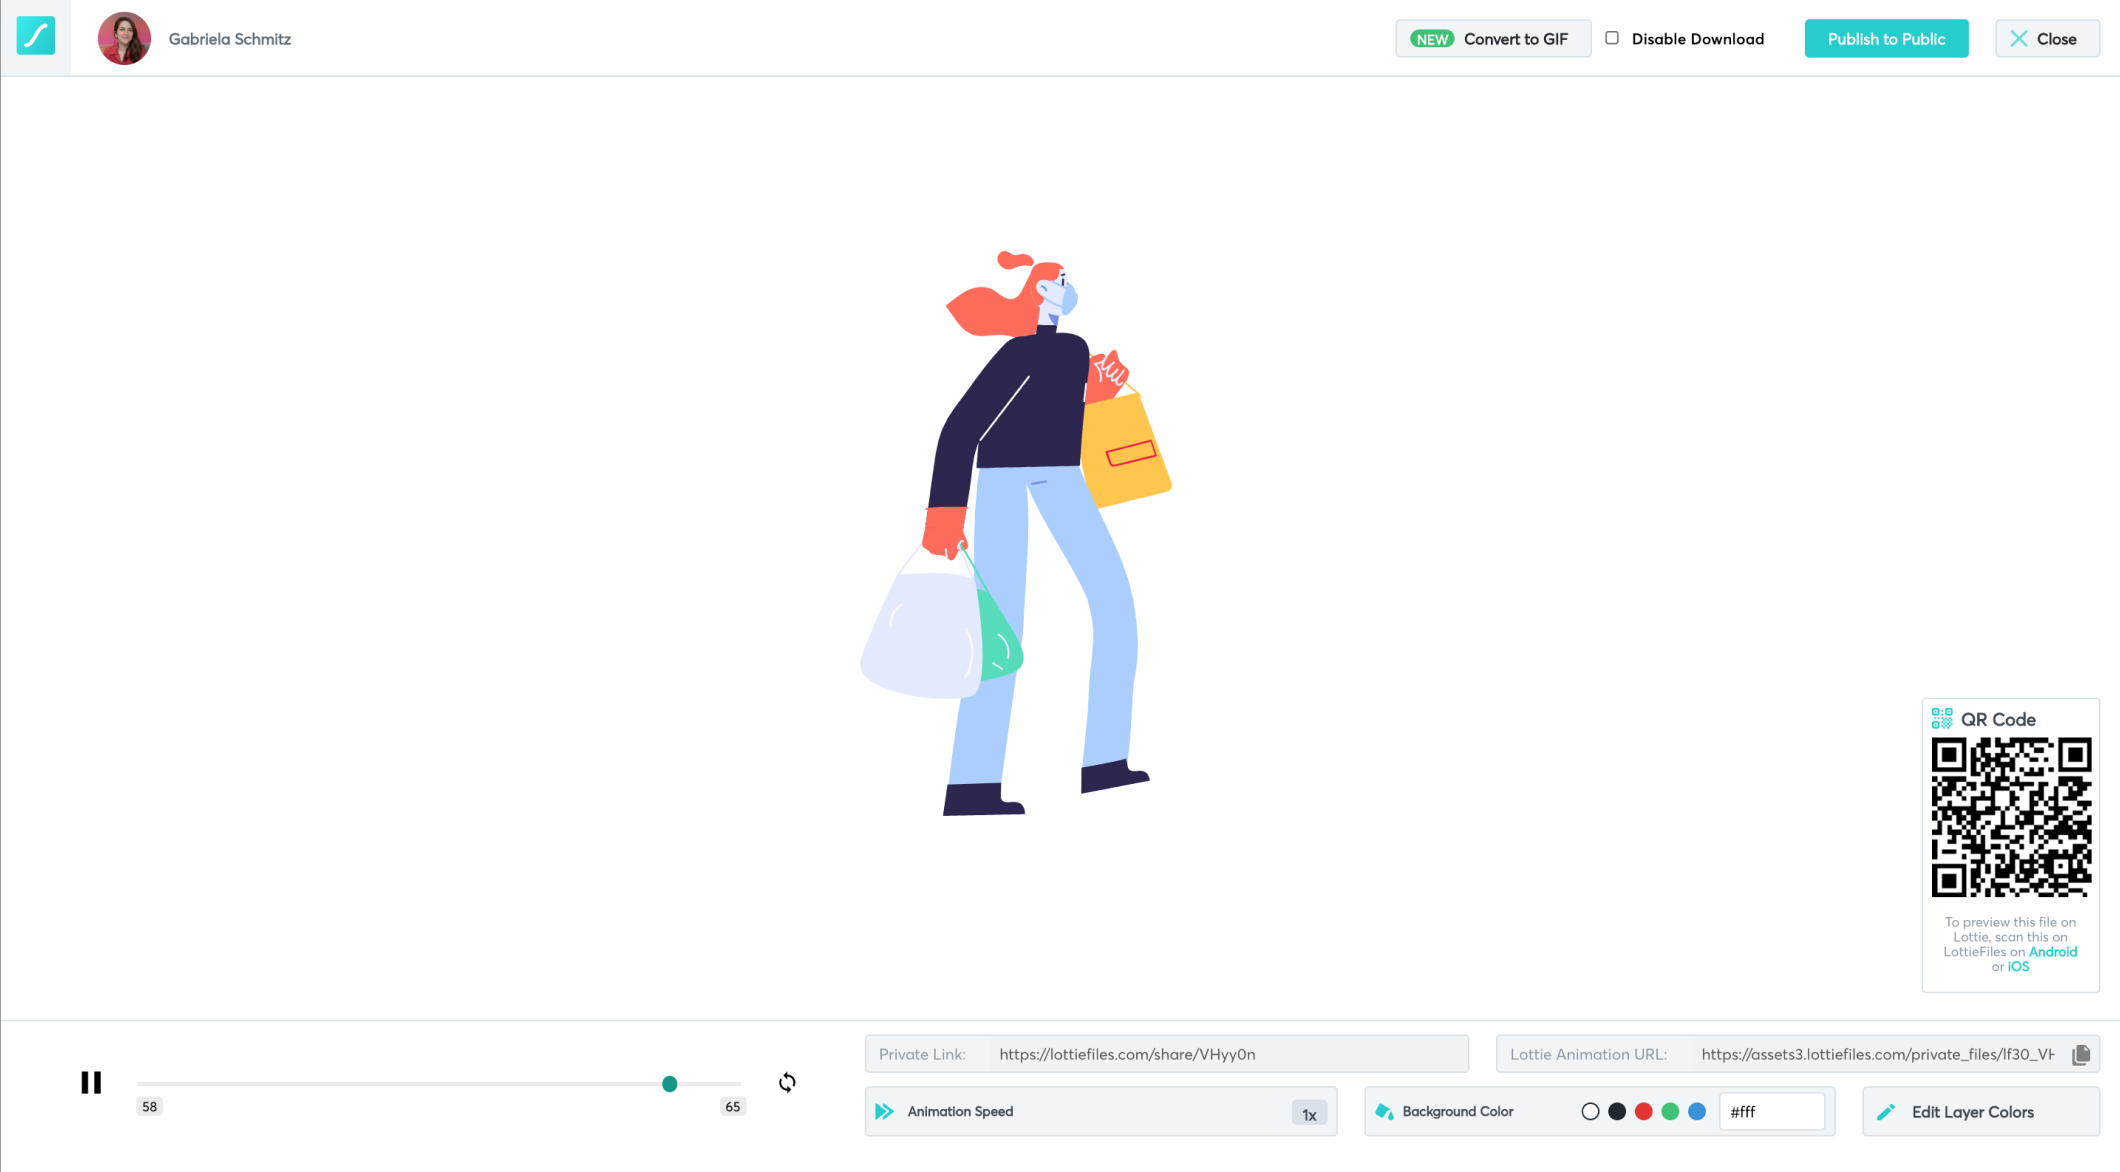 Gabriela Schmitz
NEW Convert to GIF
Disable Download
Publish to Public
Close
QR Code
To preview this file on
Lottie, scan this on
LottieFiles on Android
or iOS
Private Link: https://lottiefiles.com/share/VHyy0n
Lottie Animation URL: https://assets3.lottiefiles.com/private_files/lf30_VH
58
65
Animation Speed 1x
Background Color #fff
Edit Layer Colors